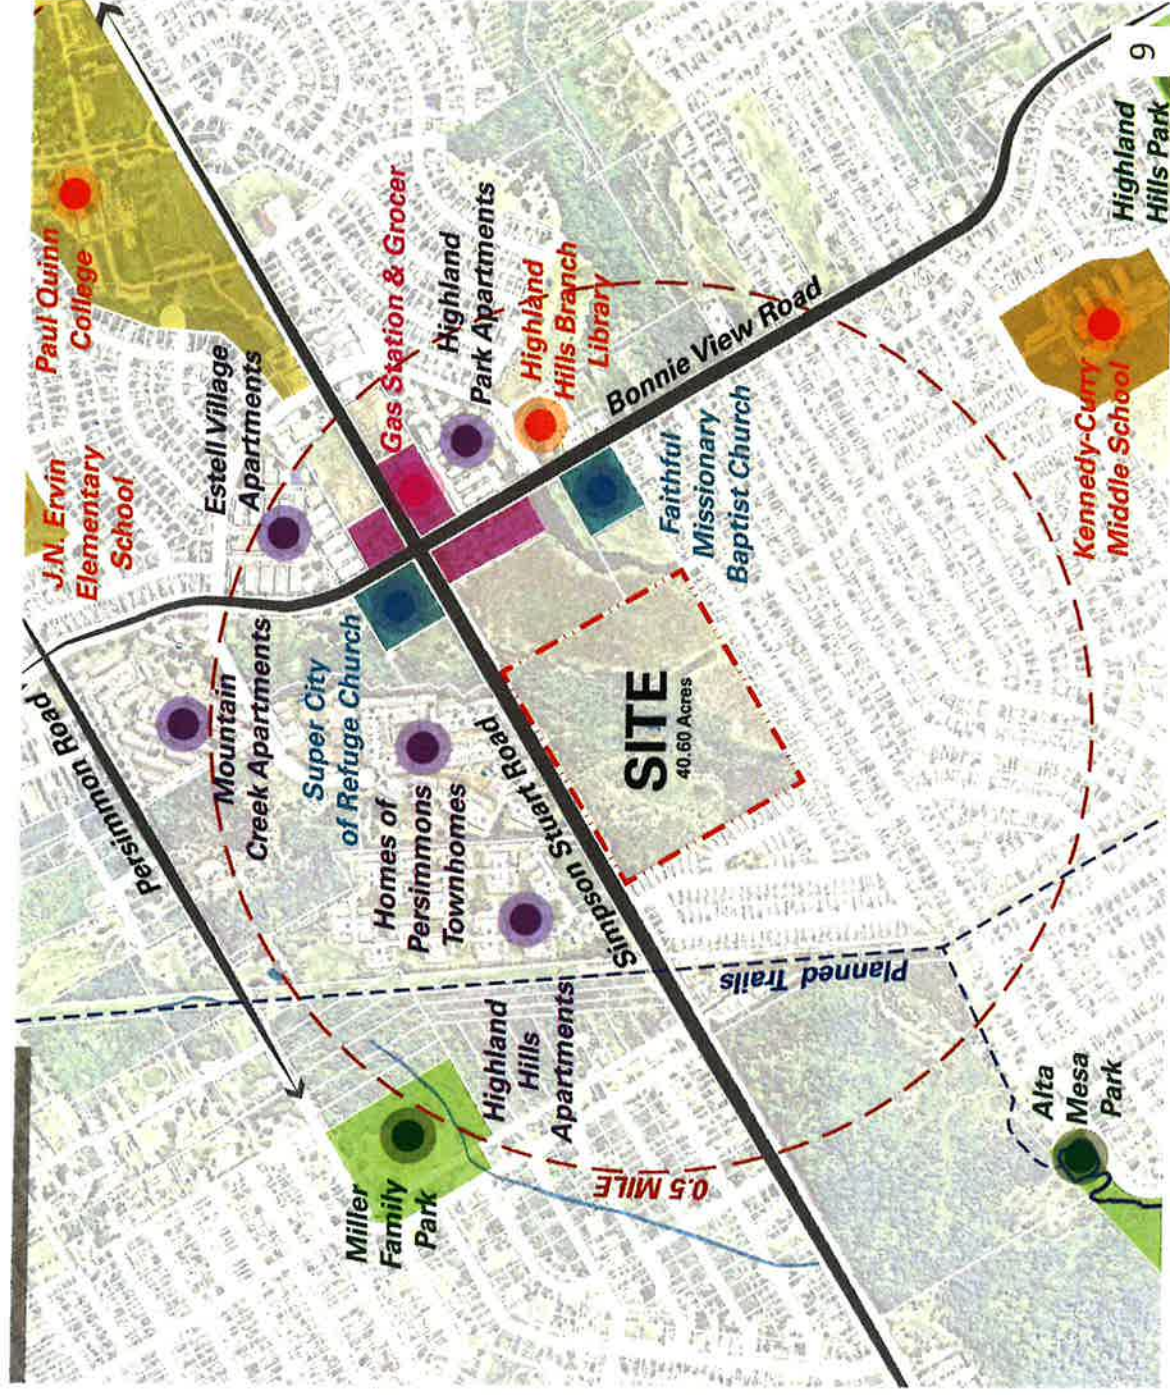 Persimmon Road
J.N. Ervin
Elementary
School
Paul Quinn
College
Estell Village
Apartments
Mountain
Creek Apartments
Super City
of Refuge Church
Gas Station & Grocer
Highland
Park Apartments
Highland
Hills Branch
Library
Homes of
Persimmons
Townhomes
Simpson Stuart Road
Bonnie View Road
Faithful
Missionary
Baptist Church
SITE
40.60 Acres
Miller
Family
Park
Highland
Hills
Apartments
0.5 MILE
Planned Trails
Alta
Mesa
Park
Kennedy-Curry
Middle School
Highland
Hills Park
9